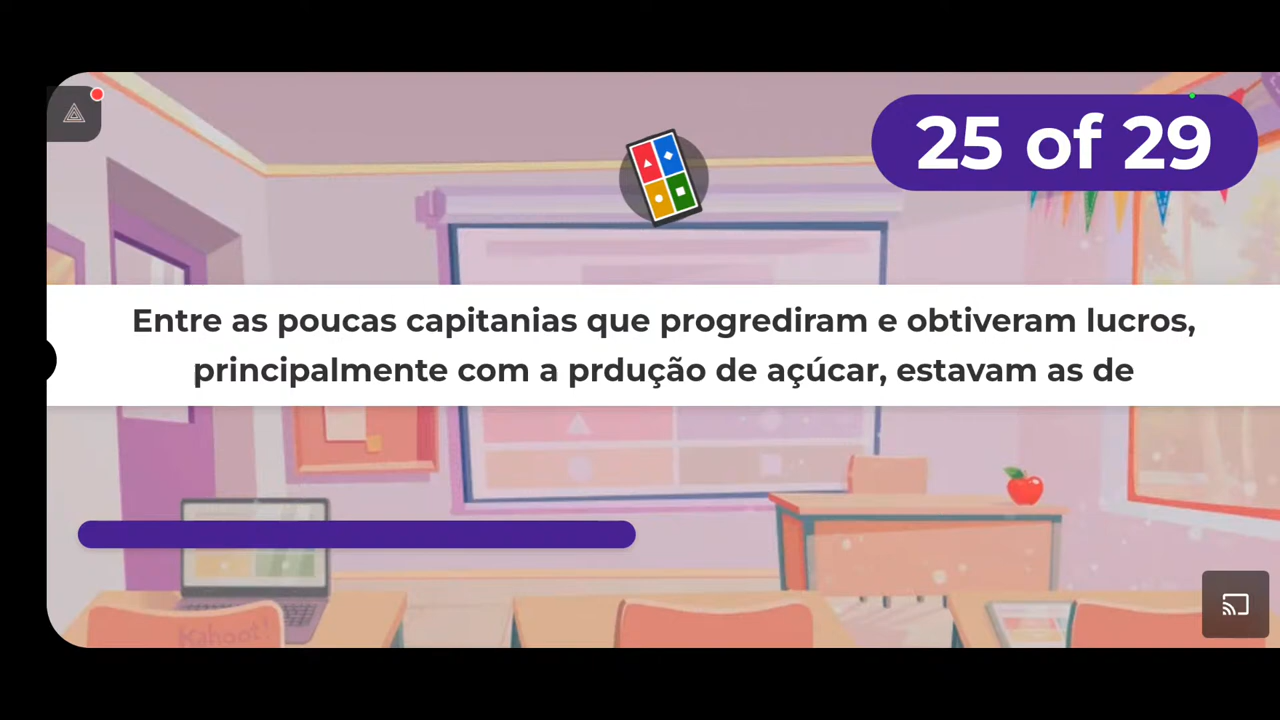 25 of 29
Entre as poucas capitanias que progrediram e obtiveram lucros,
principalmente com a prdução de açúcar, estavam as de
Kahoot!